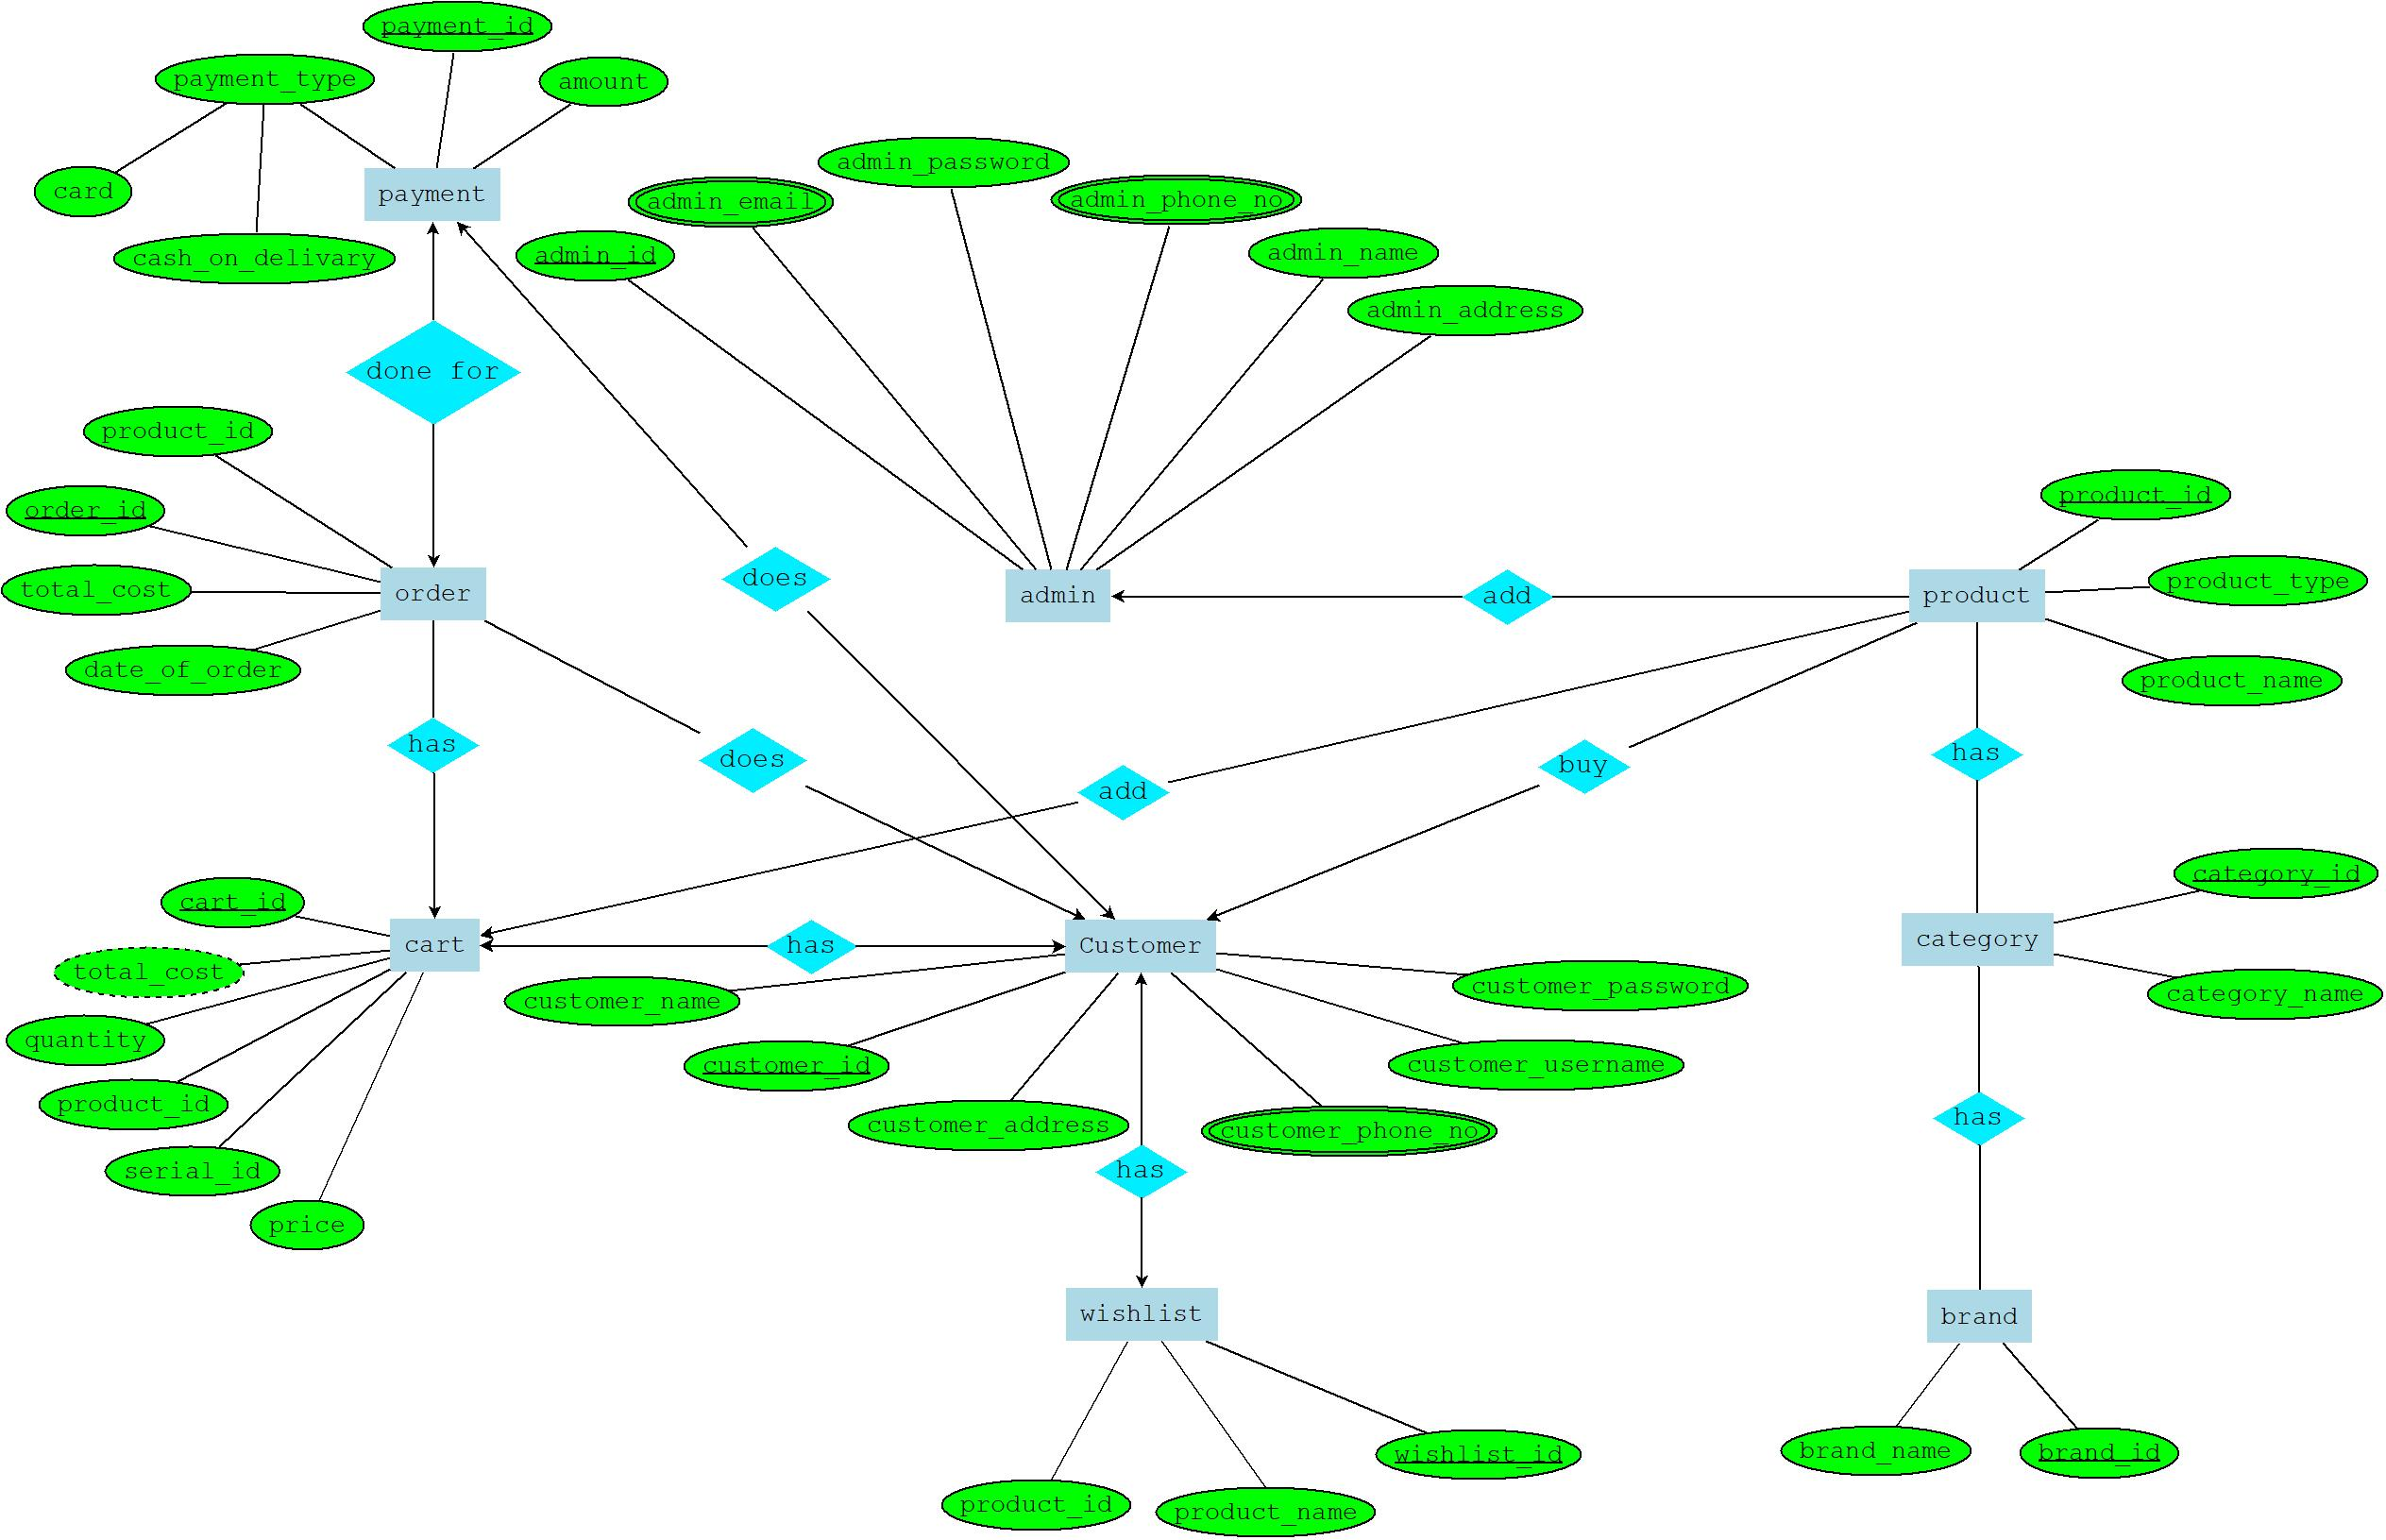 payment_id
payment_type
amount
card
payment
admin_password
admin_email
admin_phone_no
cash_on_delivary
admin_id
admin_name
admin_address
done for
product_id
order_id
product_id
total_cost
order
does
admin
add
product
product_type
date_of_order
product_name
has
does
add
buy
has
cart_id
category_id
total_cost
cart
has
Customer
category
customer_name
customer_password
category_name
quantity
customer_id
customer_username
product_id
customer_address
customer_phone_no
has
serial_id
has
price
wishlist
brand
wishlist_id
brand_name
brand_id
product_id
product_name